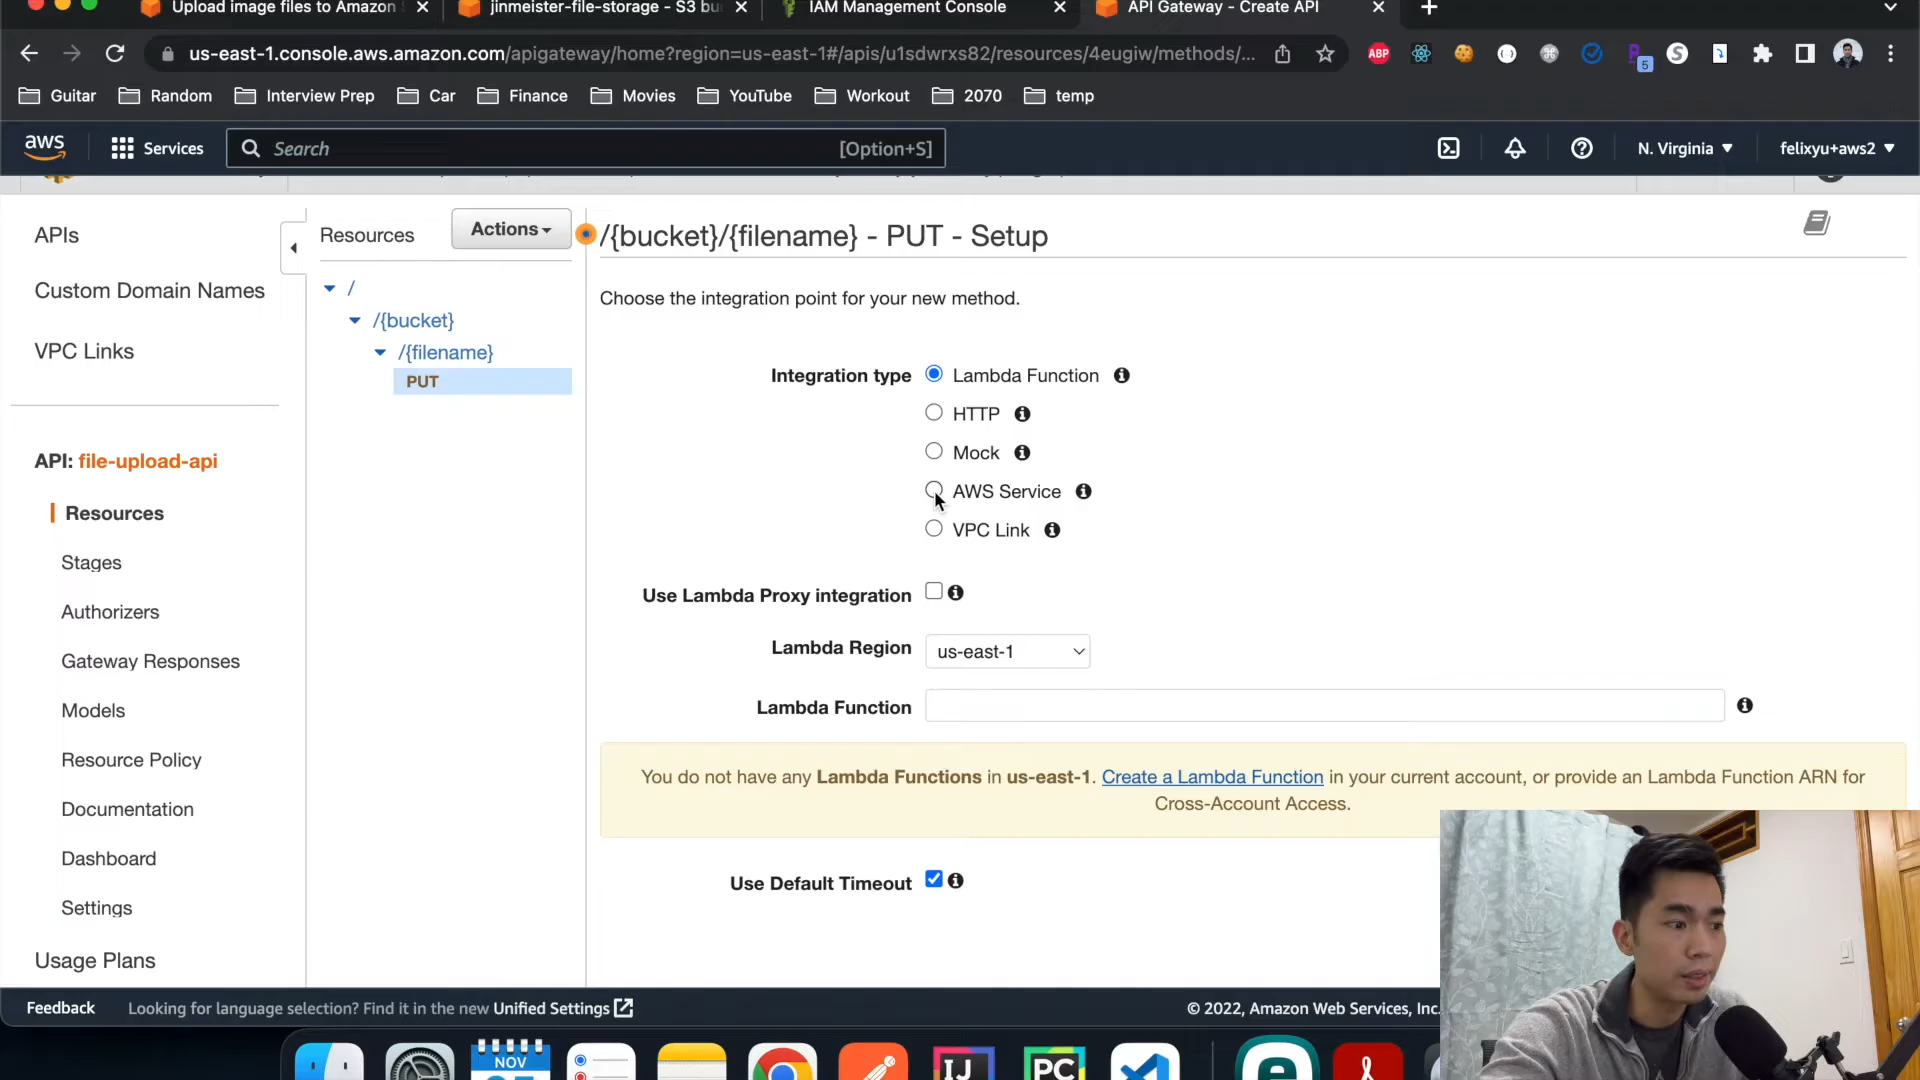 Upload image files to Amazon
jinmeister-file-storage - S3 bu
IAM Management Console
API Gateway - Create API
us-east-1.console.aws.amazon.com/apigateway/home?region=us-east-1#/apis/u1sdwrxs82/resources/4eugiw/methods/...
ABP
5
Guitar
Random
Interview Prep
Car
Finance
Movies
YouTube
Workout
2070
temp
aws
Services
Search
[Option+S]
N. Virginia
felixyu+aws2
APIs
Custom Domain Names
VPC Links
API: file-upload-api
Resources
Stages
Authorizers
Gateway Responses
Models
Resource Policy
Documentation
Dashboard
Settings
Usage Plans
Resources
Actions
/
/{bucket}
/{filename}
PUT
/{bucket}/{filename} - PUT - Setup
Choose the integration point for your new method.
Integration type
Lambda Function
HTTP
Mock
AWS Service
VPC Link
Use Lambda Proxy integration
Lambda Region
us-east-1
Lambda Function
You do not have any Lambda Functions in us-east-1. Create a Lambda Function in your current account, or provide an Lambda Function ARN for
Cross-Account Access.
Use Default Timeout
Feedback
Looking for language selection? Find it in the new Unified Settings
© 2022, Amazon Web Services, Inc.
NOV
IJ
PC